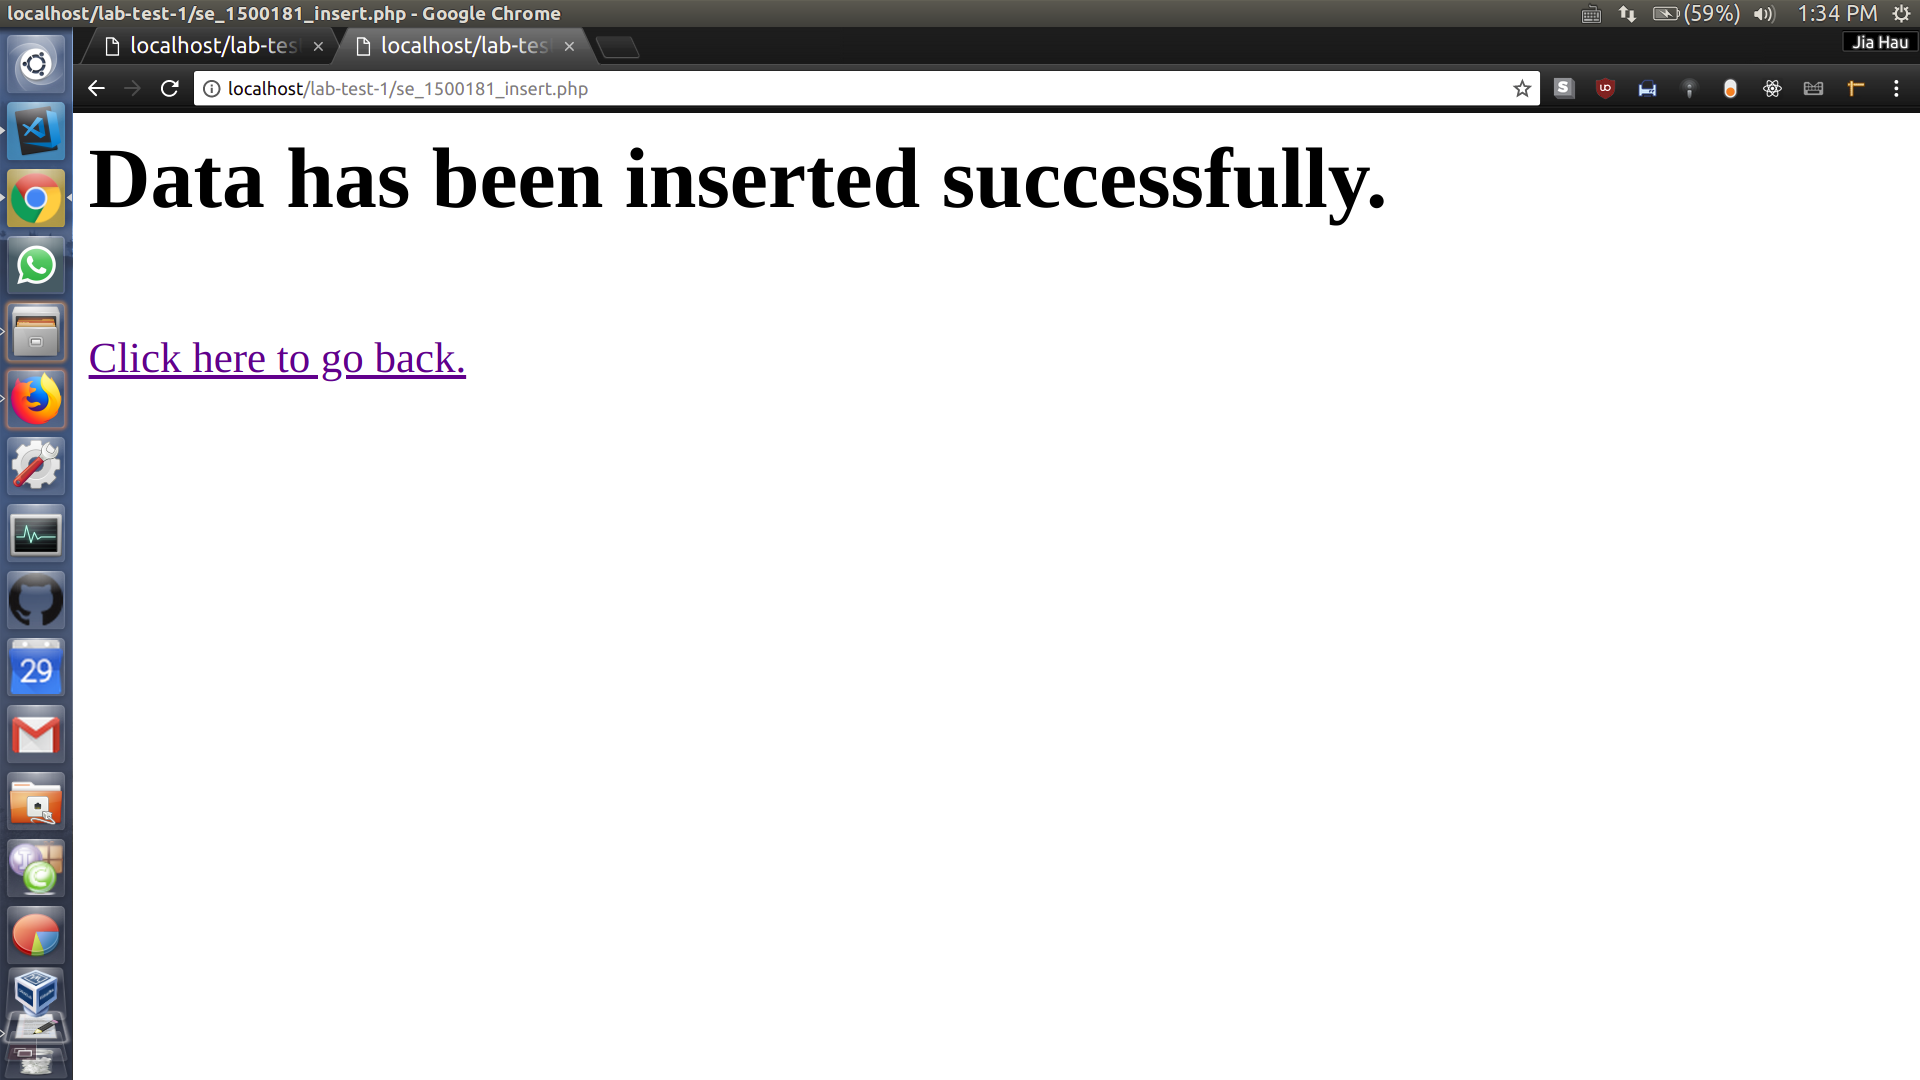 localhost/lab-test-1/se_1500181_insert.php - Google Chrome
(59%)
1:34 PM
localhost/lab-tes
localhost/lab-tes
Jia Hau
localhost/lab-test-1/se_1500181_insert.php
S
UD
Data has been inserted successfully.
Click here to go back.
29